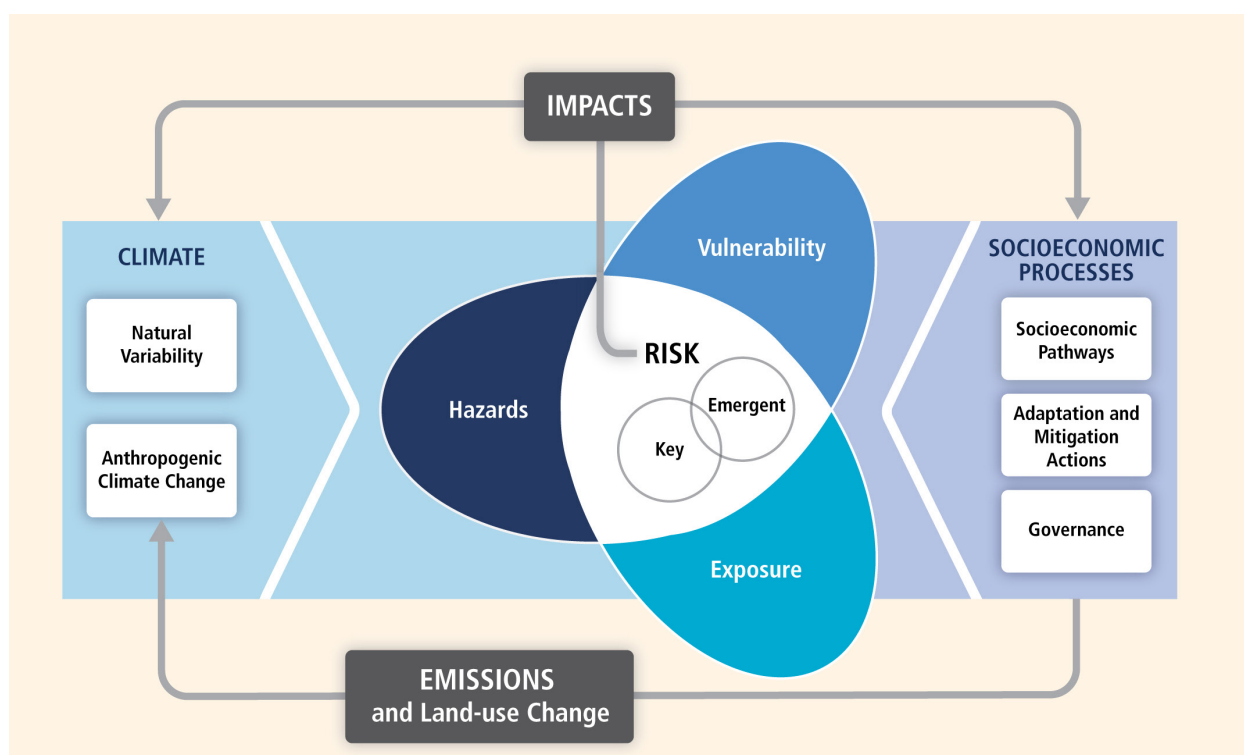 IMPACTS
CLIMATE
Natural
Variability
Anthropogenic
Climate Change
Vulnerability
Hazards
RISK
Emergent
Key
Exposure
SOCIOECONOMIC
PROCESSES
Socioeconomic
Pathways
Adaptation and
Mitigation
Actions
Governance
EMISSIONS
and Land-use Change